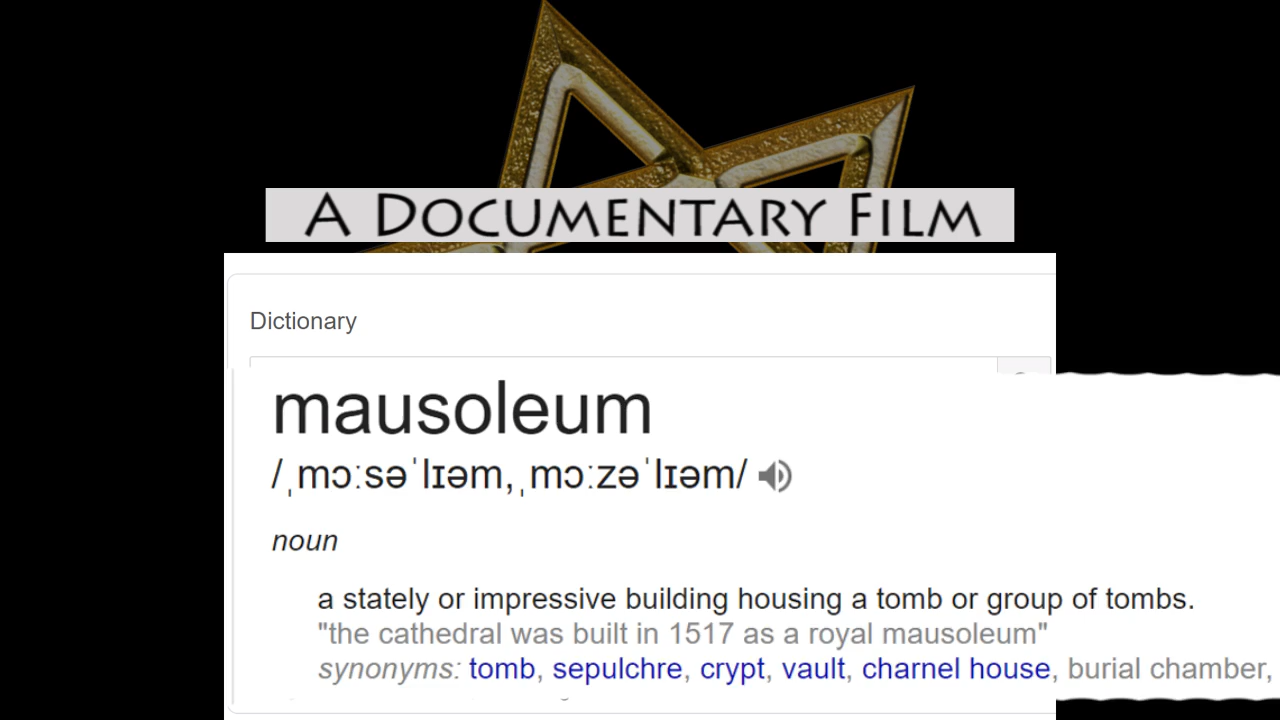 A Documentary Film
Dictionary
mausoleum
/ˌmɔːsəˈlɪəm,ˌmɔːzəˈlɪəm/
noun
a stately or impressive building housing a tomb or group of tombs.
"the cathedral was built in 1517 as a royal mausoleum"
synonyms: tomb, sepulchre, crypt, vault, charnel house, burial chamber,